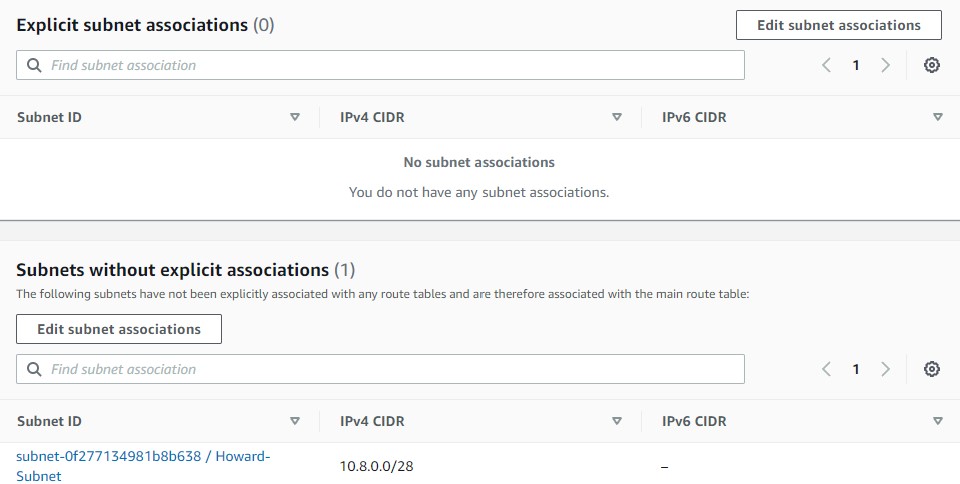 Explicit subnet associations (0)
Edit subnet associations
Find subnet association
1
Subnet ID
IPv4 CIDR
IPv6 CIDR
No subnet associations
You do not have any subnet associations.
Subnets without explicit associations (1)
The following subnets have not been explicitly associated with any route tables and are therefore associated with the main route table:
Edit subnet associations
Find subnet association
1
Subnet ID
IPv4 CIDR
IPv6 CIDR
subnet-0f277134981b8b638 / Howard-
Subnet
10.8.0.0/28
–